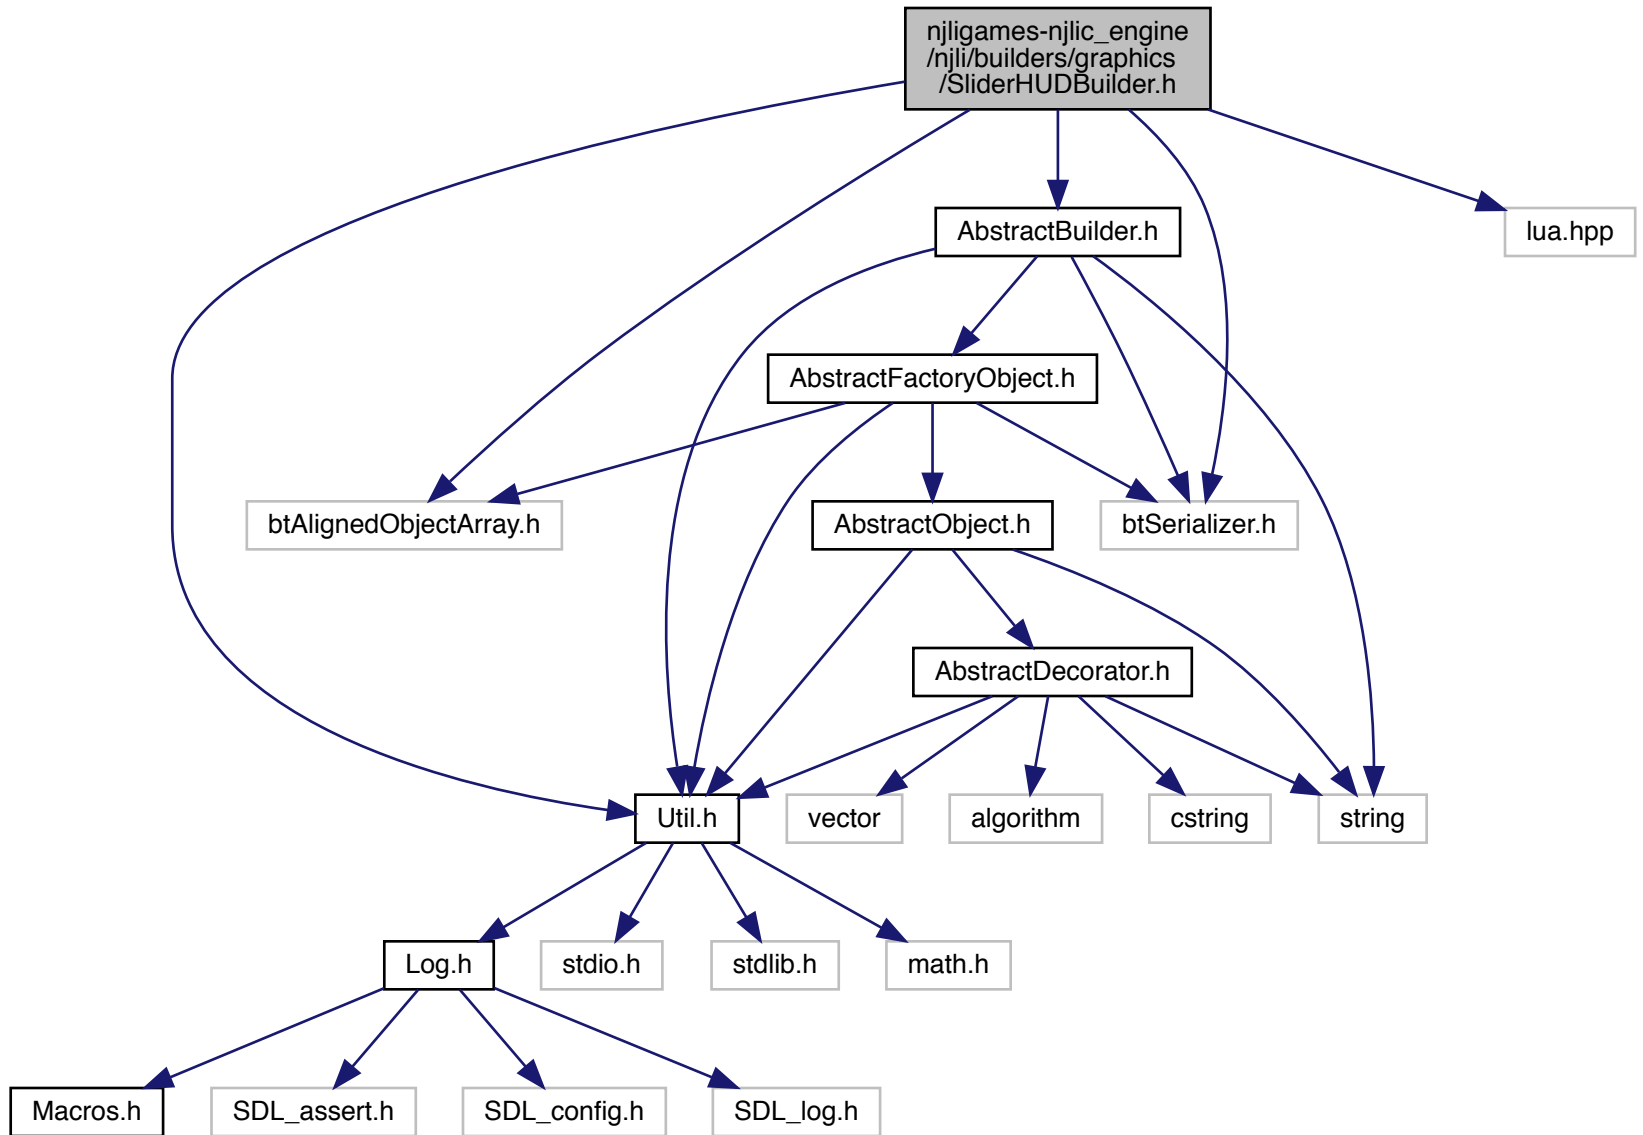 njligames-njlic_engine
/njli/builders/graphics
/SliderHUDBuilder.h
AbstractBuilder.h
lua.hpp
AbstractFactoryObject.h
btAlignedObjectArray.h
AbstractObject.h
btSerializer.h
AbstractDecorator.h
Util.h
vector
algorithm
cstring
string
Log.h
stdio.h
stdlib.h
math.h
Macros.h
SDL_assert.h
SDL_config.h
SDL_log.h